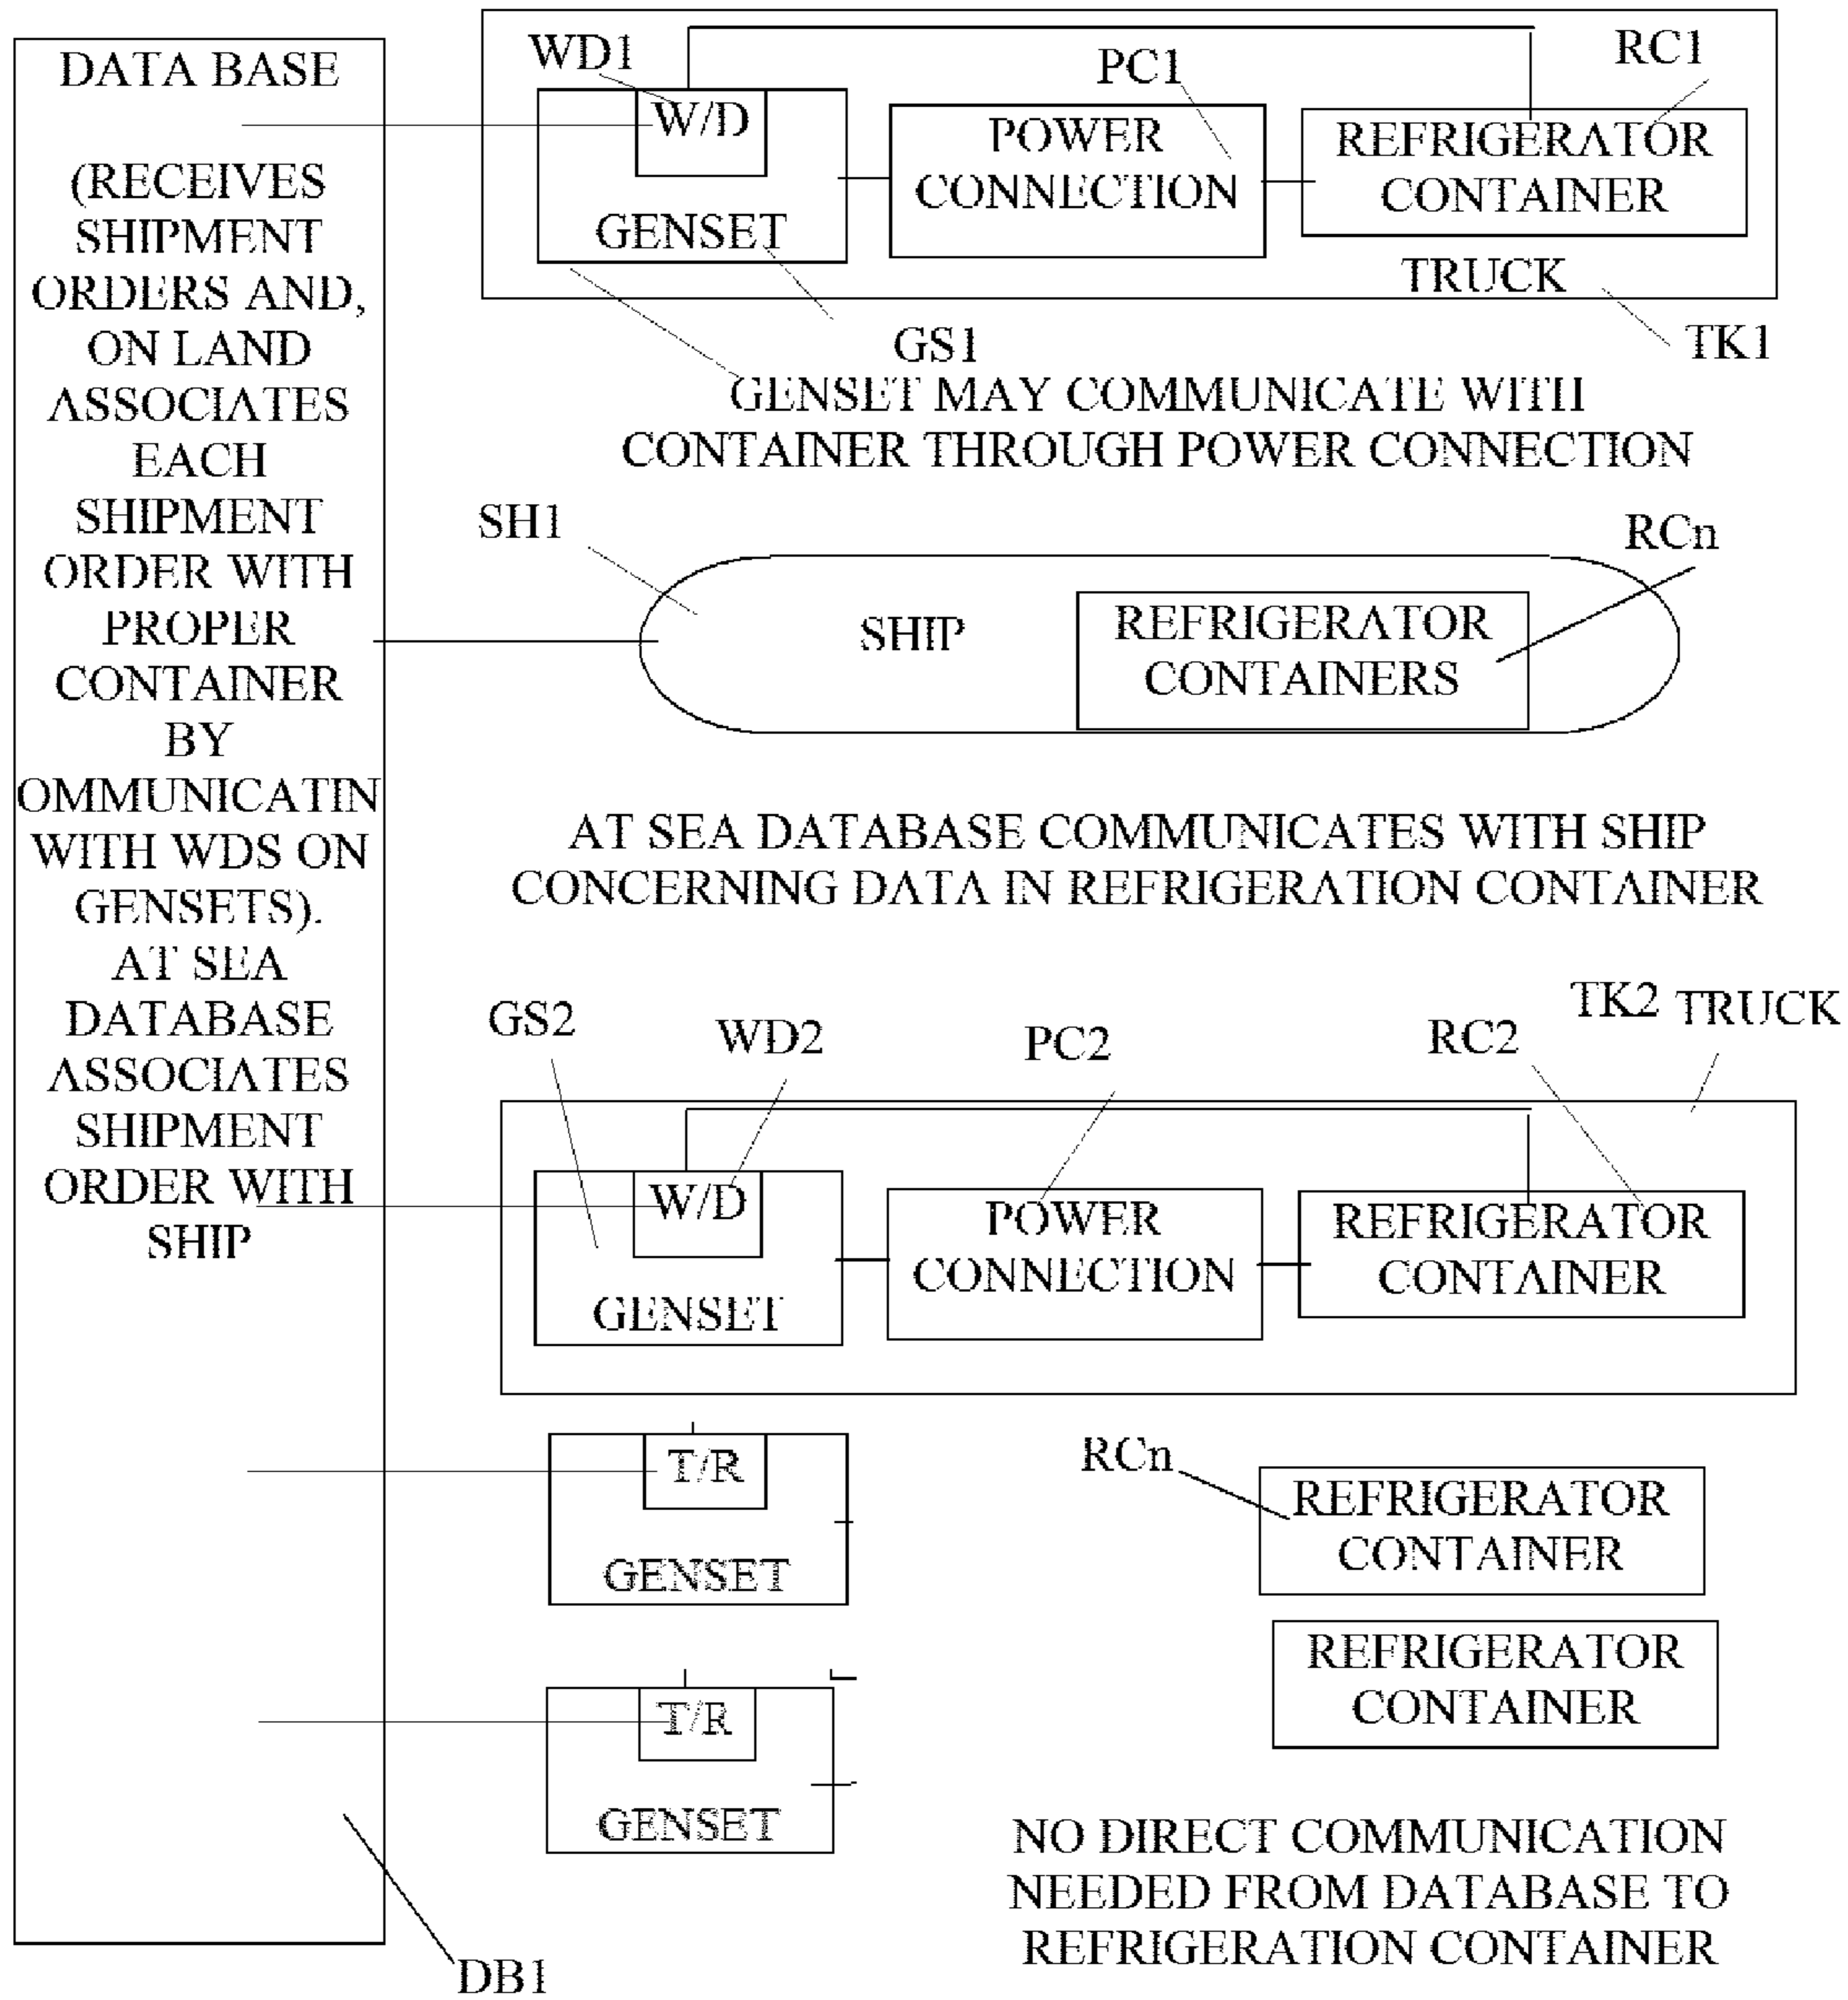 DATA BASE
(RECEIVES
SHIPMENT
ORDERS AND,
ON LAND
ASSOCIATES
EACH
SHIPMENT
ORDER WITH
PROPER
CONTAINER
BY
OMMUNICATIN
WITH WDS ON
GENSETS).
AT SEA
DATABASE
ASSOCIATES
SHIPMENT
ORDER WITH
SHIP
DB1
WD1
PC1
RC1
W/D
GENSET
POWER
CONNECTION
REFRIGERATOR
CONTAINER
TRUCK
GS1
TK1
GENSET MAY COMMUNICATE WITH
CONTAINER THROUGH POWER CONNECTION
SH1
RCn
SHIP
REFRIGERATOR
CONTAINERS
AT SEA DATABASE COMMUNICATES WITH SHIP
CONCERNING DATA IN REFRIGERATION CONTAINER
GS2
WD2
PC2
RC2
TK2 TRUCK
W/D
GENSET
POWER
CONNECTION
REFRIGERATOR
CONTAINER
T/R
GENSET
RCn
REFRIGERATOR
CONTAINER
REFRIGERATOR
CONTAINER
T/R
GENSET
NO DIRECT COMMUNICATION
NEEDED FROM DATABASE TO
REFRIGERATION CONTAINER